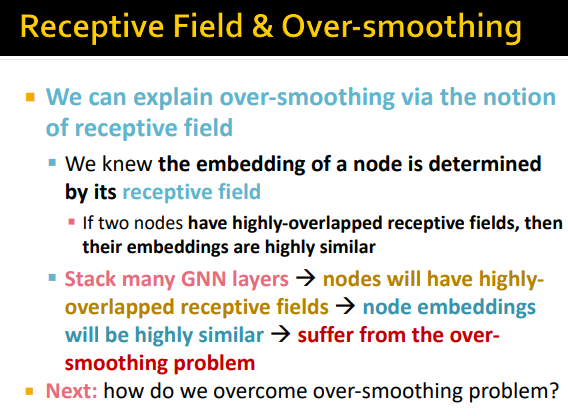 Receptive Field & Over-smoothing
We can explain over-smoothing via the notion
of receptive field
We knew the embedding of a node is determined
by its receptive field
If two nodes have highly-overlapped receptive fields, then
their embeddings are highly similar
Stack many GNN layers → nodes will have highly-
overlapped receptive fields → node embeddings
will be highly similar → suffer from the over-
smoothing problem
Next: how do we overcome over-smoothing problem?